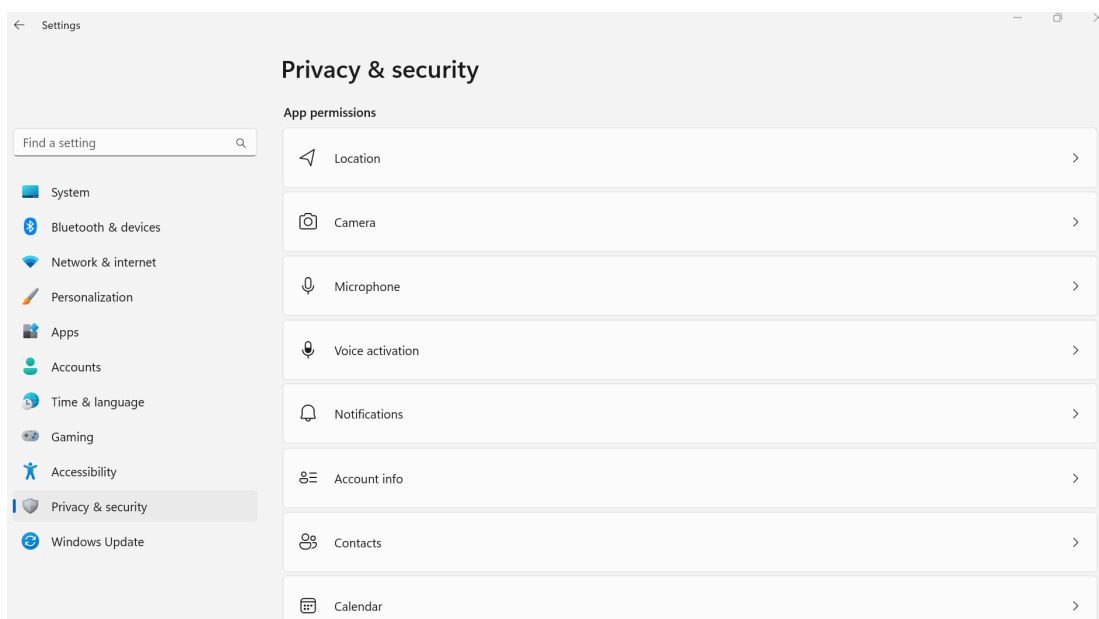 Settings
Privacy & security
App permissions
Find a setting
System
Bluetooth & devices
Network & internet
Personalization
Apps
Accounts
Time & language
Gaming
Accessibility
Privacy & security
Windows Update
Location
Camera
Microphone
Voice activation
Notifications
Account info
Contacts
Calendar